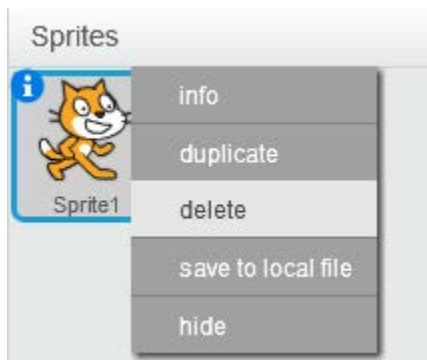 Sprites
i
info
duplicate
Sprite1
delete
save to local file
hide